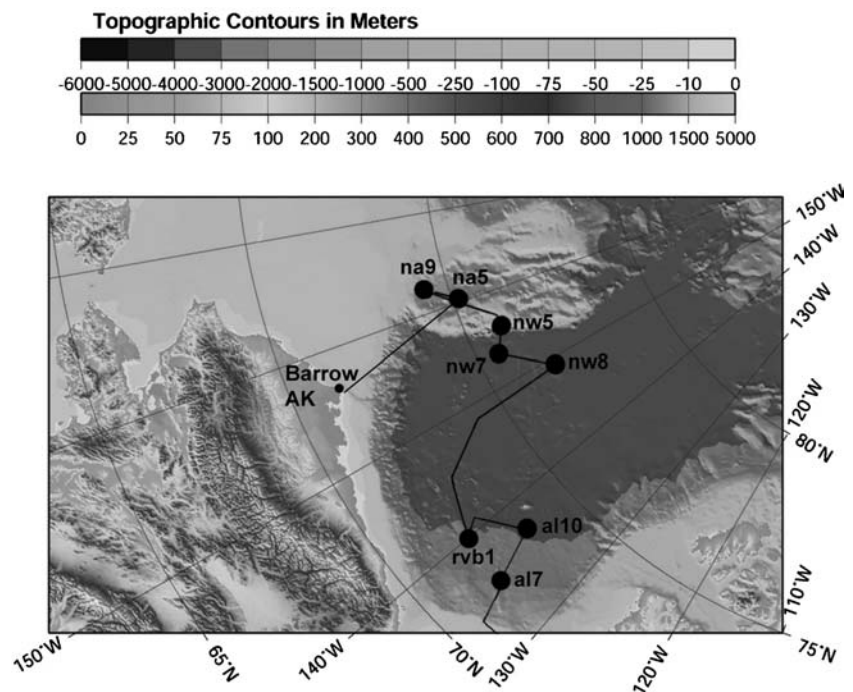 Topographic Contours in Meters
-6000 -5000 -4000 -3000 -2000 -1500 -1000 -500 -250 -100 -75 -50 -25 -10 0
0 25 50 75 100 200 300 400 600 700 800 1000 1500 5000
150°W
140°W
130°W
120°W
80°N
110°W
75°N
na9
na5
nw5
nw7
nw8
Barrow
AK
al10
rvb1
al7
150°W
65°N
140°W
70°N
130°W
120°W